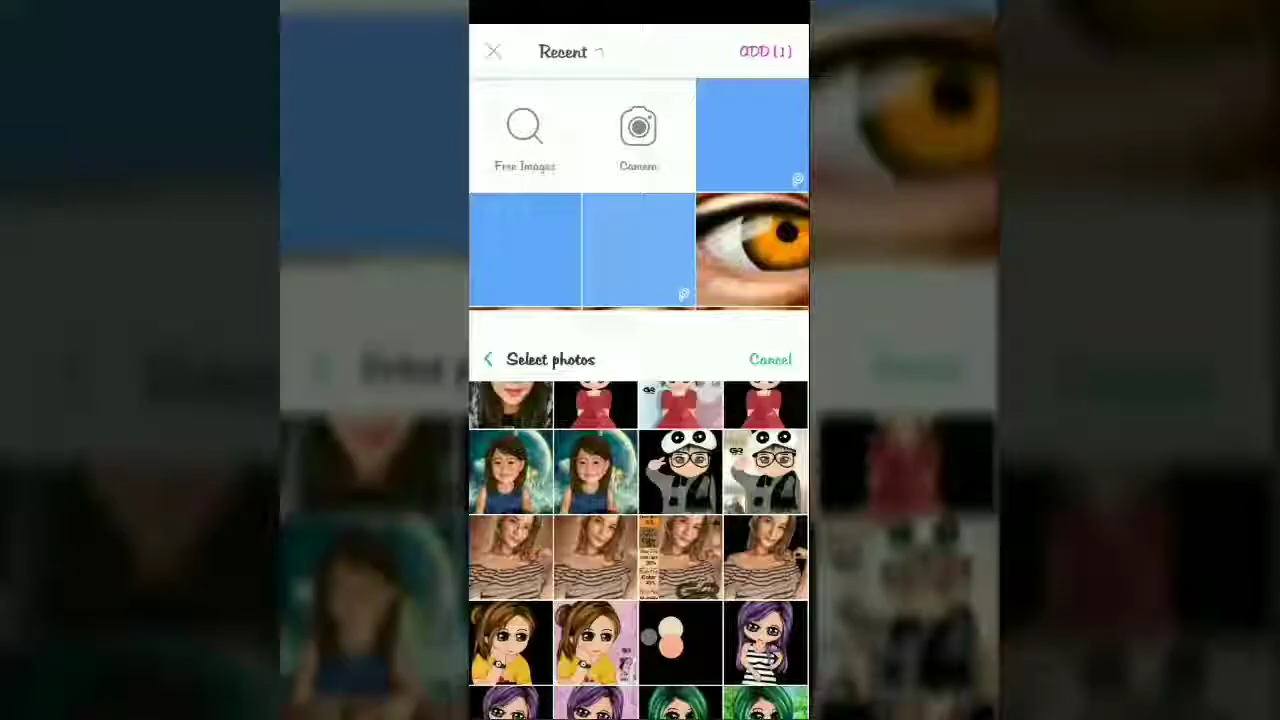 Recent
ADD (1)
Free Images
Camera
Select photos
Cancel